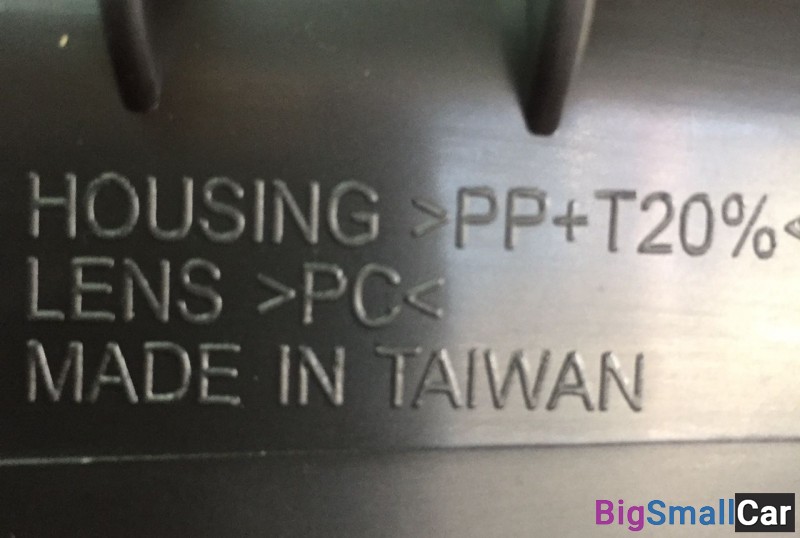 HOUSING >PP+T20%<
LENS >PC<
MADE IN TAIWAN
BigSmallCar